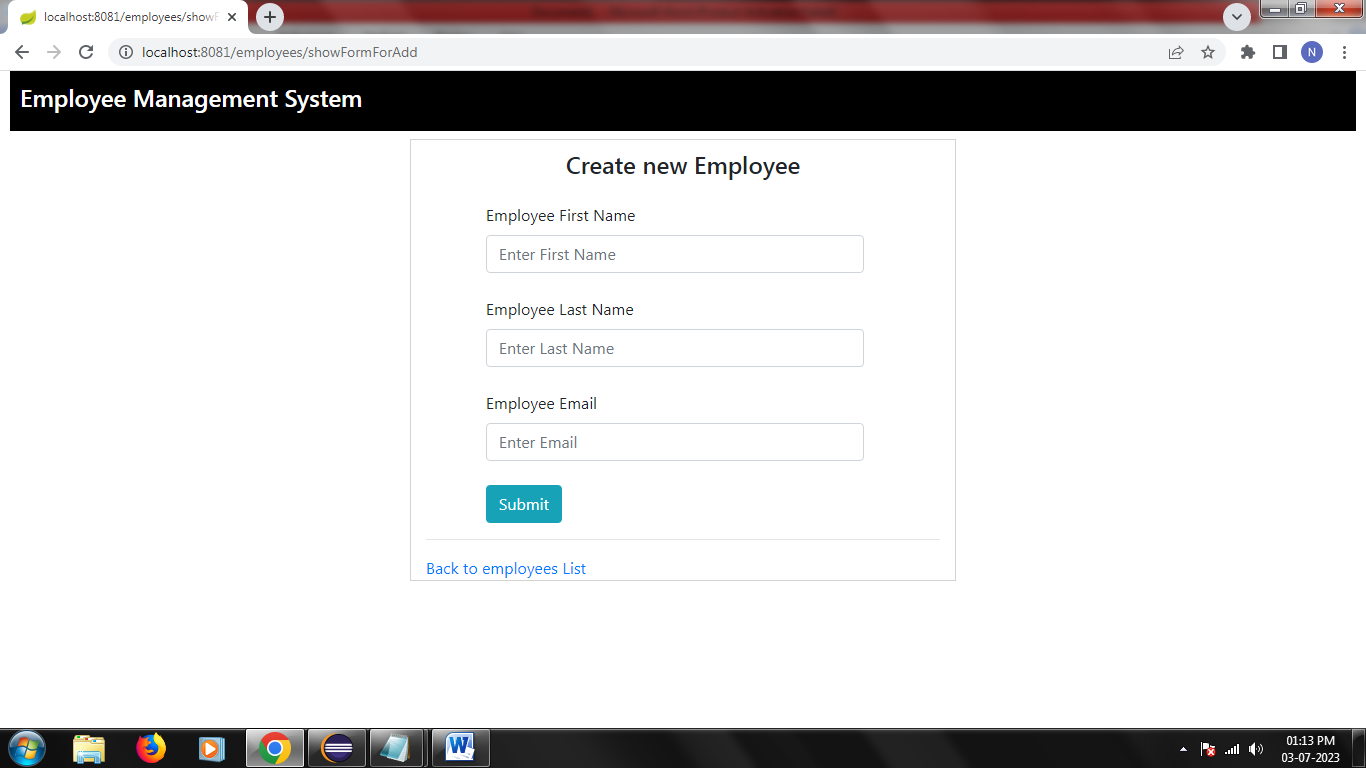 localhost:8081/employees/showF
localhost:8081/employees/showFormForAdd
N
Employee Management System
Create new Employee
Employee First Name
Enter First Name
Employee Last Name
Enter Last Name
Employee Email
Enter Email
Submit
Back to employees List
01:13 PM
03-07-2023